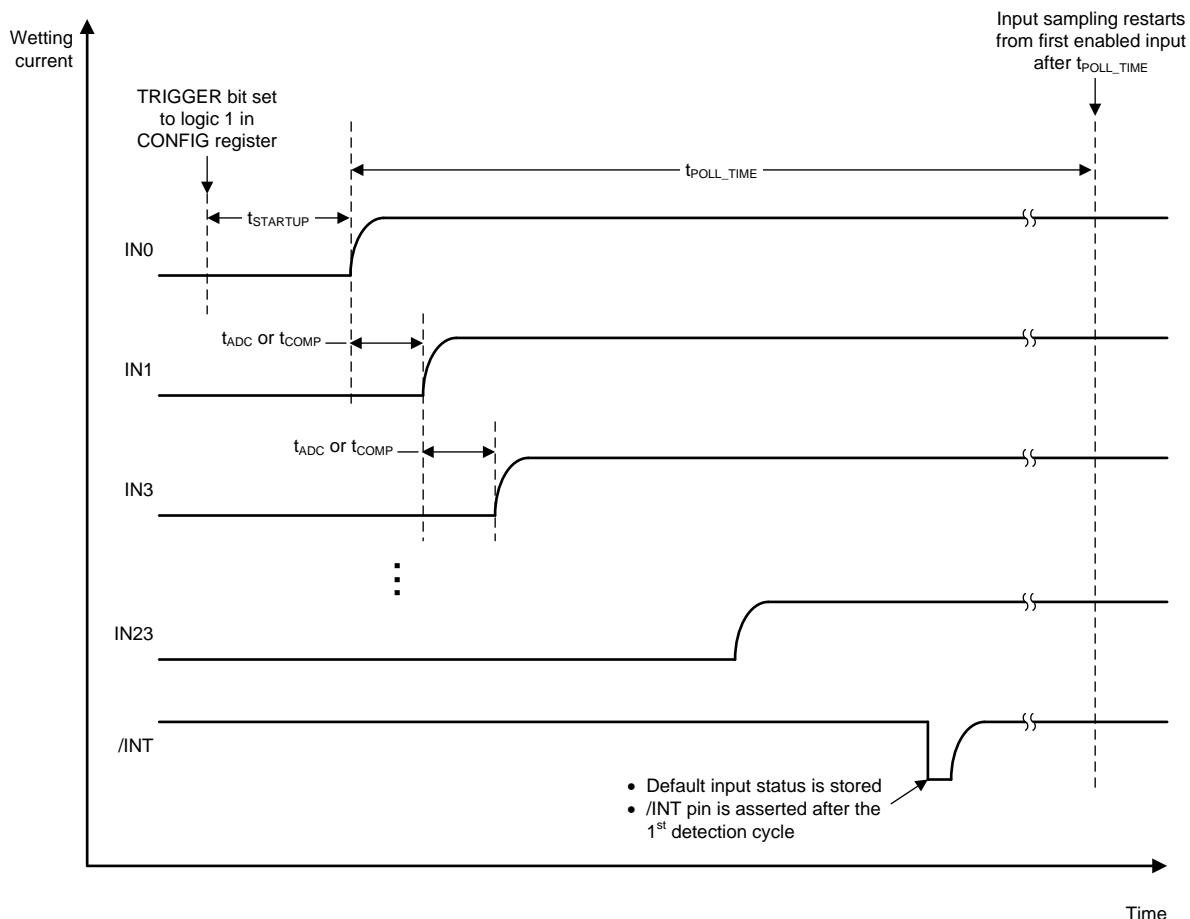 Wetting
current
Input sampling restarts
from first enabled input
after tPOLL_TIME
TRIGGER bit set
to logic 1 in
CONFIG register
tPOLL_TIME
tSTARTUP
IN0
tADC or tCOMP
IN1
tADC or tCOMP
IN3
IN23
/INT
• Default input status is stored
• /INT pin is asserted after the
1st detection cycle
Time